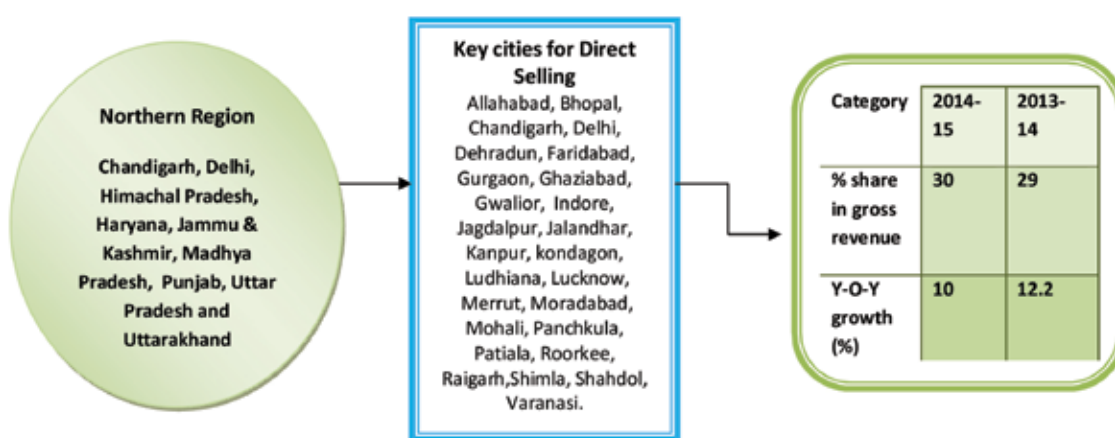 Northern Region
Chandigarh, Delhi,
Himachal Pradesh,
Haryana, Jammu &
Kashmir, Madhya
Pradesh, Punjab, Uttar
Pradesh and
Uttarakhand
Key cities for Direct
Selling
Allahabad, Bhopal,
Chandigarh, Delhi,
Dehradun, Faridabad,
Gurgaon, Ghaziabad,
Gwalior, Indore,
Jagdalpur, Jalandhar,
Kanpur, kondagon,
Ludhiana, Lucknow,
Merrut, Moradabad,
Mohali, Panchkula,
Patiala, Roorkee,
Raigarh,Shimla, Shahdol,
Varanasi.
Category 2014- 2013-
15 14
% share 30 29
in gross
revenue
Y-O-Y 10 12.2
growth
(%)